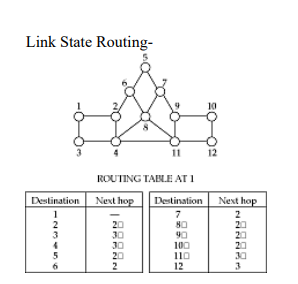 Link State Routing-
5
6 7
1 2 9 10
8
3 4 11 12
ROUTING TABLE AT 1
Destination Next hop Destination Next hop
1 — 7 2
2 2□ 8□ 2□
3 3□ 9□ 2□
4 3□ 10□ 2□
5 2□ 11□ 3□
6 2 12 3